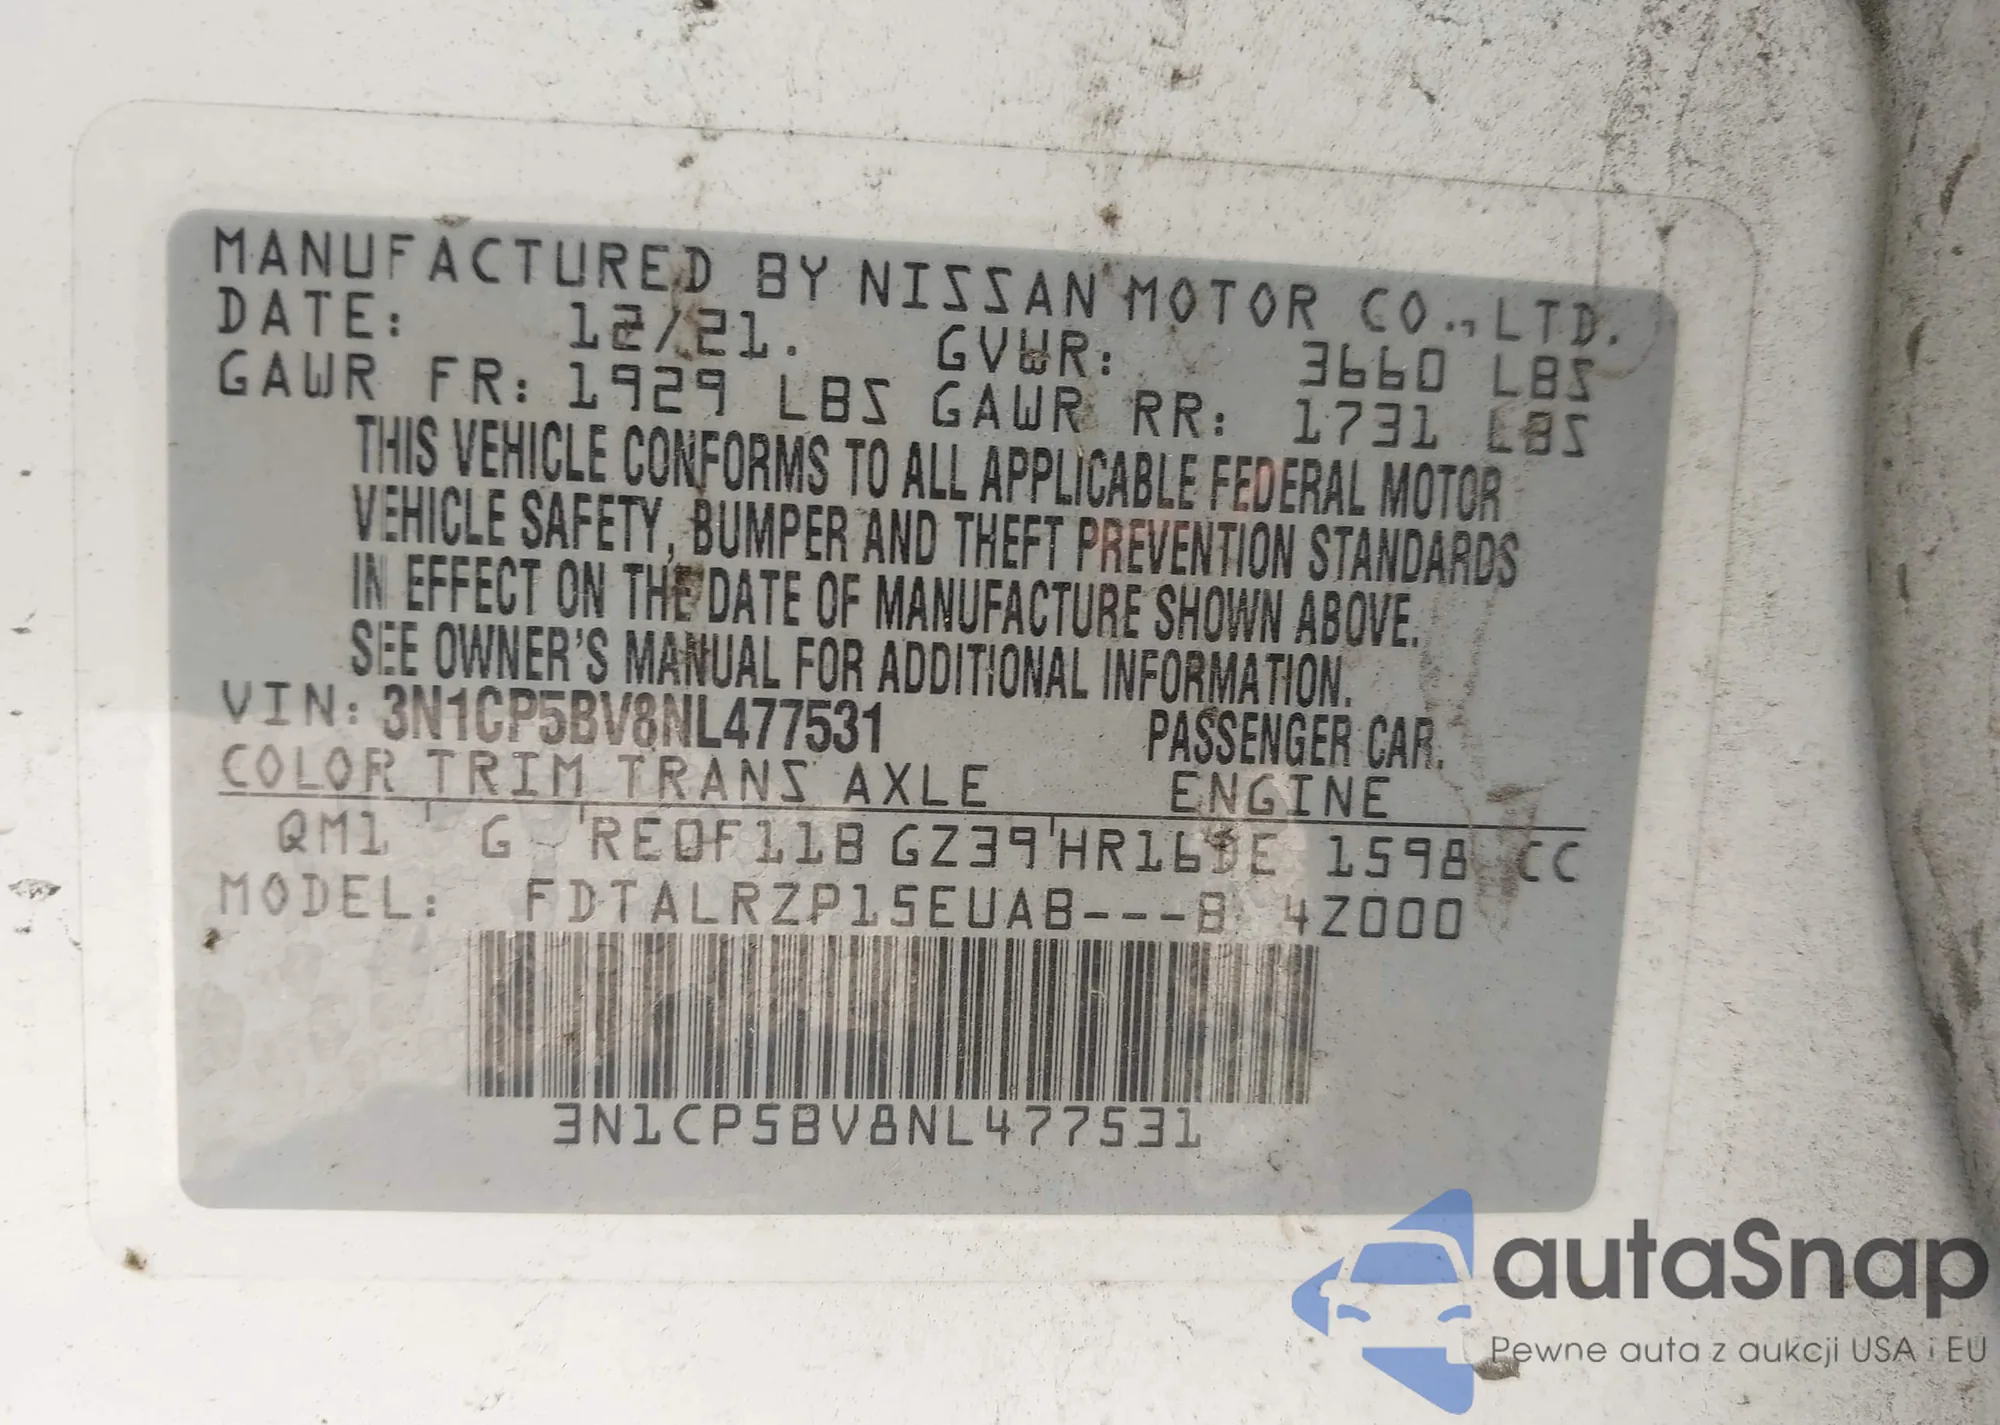 MANUFACTURED BY NISSAN MOTOR CO., LTD.
DATE: 12/21. GVWR: 3660 LBS
GAWR FR: 1929 LBS GAWR RR: 1731 LBS
THIS VEHICLE CONFORMS TO ALL APPLICABLE FEDERAL MOTOR
VEHICLE SAFETY, BUMPER AND THEFT PREVENTION STANDARDS
IN EFFECT ON THE DATE OF MANUFACTURE SHOWN ABOVE.
SEE OWNER'S MANUAL FOR ADDITIONAL INFORMATION.
VIN: 3N1CP5BV8NL477531 PASSENGER CAR.
COLOR TRIM TRANS AXLE ENGINE
QM1 G RE0F11B GZ39 HR16DE 1598 CC
MODEL: FDTALRZP15EUAB---B 4Z000
3N1CP5BV8NL477531
autaSnap
Pewne auta z aukcji USA i EU